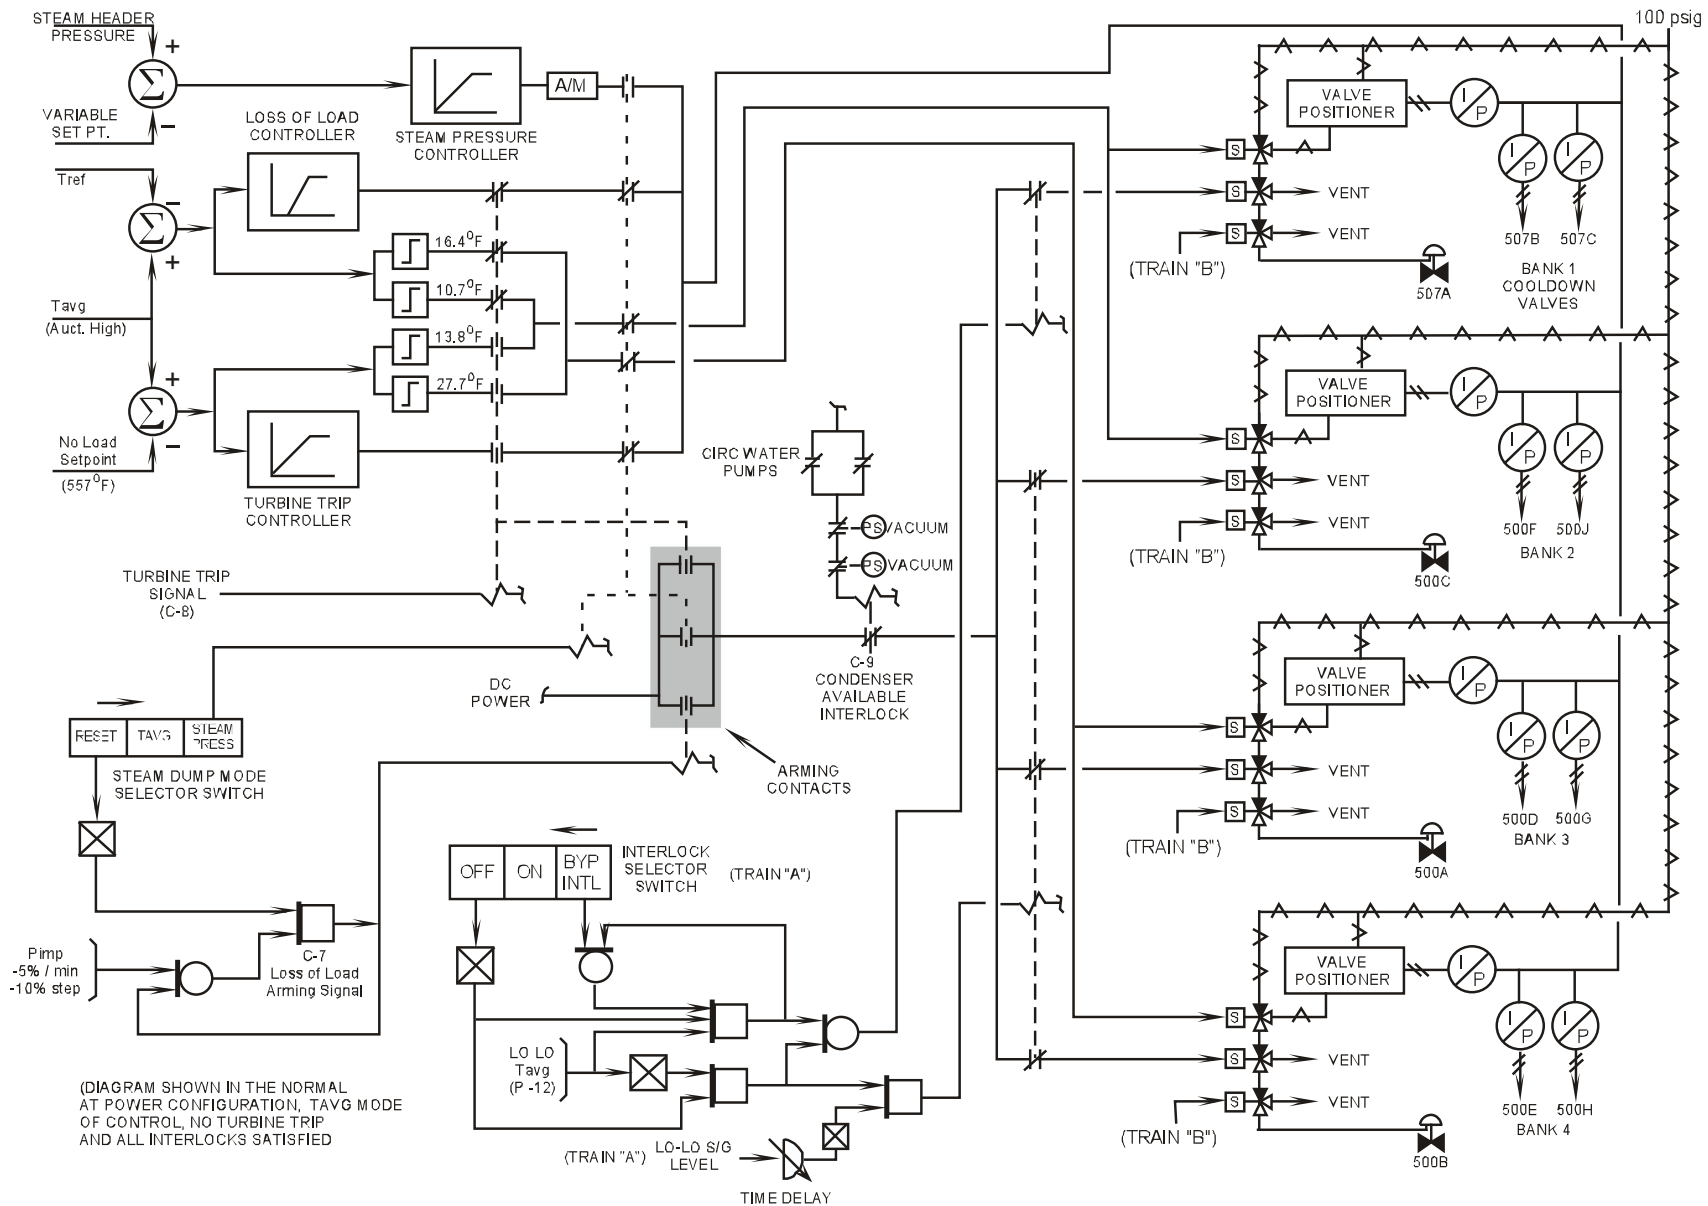 STEAM HEADER
PRESSURE
+
Σ
VARIABLE
SET PT.
−
A/M
STEAM PRESSURE
CONTROLLER
LOSS OF LOAD
CONTROLLER
Tref
−
Σ
+
Tavg
(Auct. High)
16.4⁰F
10.7⁰F
13.8⁰F
27.7⁰F
+
Σ
−
No Load
Setpoint
(557⁰F)
TURBINE TRIP
CONTROLLER
TURBINE TRIP
SIGNAL
(C-8)
CIRC WATER
PUMPS
PS VACUUM
PS VACUUM
C-9
CONDENSER
AVAILABLE
INTERLOCK
DC
POWER
ARMING
CONTACTS
RESET
TAVG
STEAM
PRESS
STEAM DUMP MODE
SELECTOR SWITCH
OFF
ON
BYP
INTL
INTERLOCK
SELECTOR
SWITCH
(TRAIN "A")
Pimp
-5% / min
-10% step
C-7
Loss of Load
Arming Signal
LO LO
Tavg
(P -12)
(TRAIN "A")
LO-LO S/G
LEVEL
TIME DELAY
(DIAGRAM SHOWN IN THE NORMAL
AT POWER CONFIGURATION, TAVG MODE
OF CONTROL, NO TURBINE TRIP
AND ALL INTERLOCKS SATISFIED
100 psig
VALVE
POSITIONER
I/P
I/P
I/P
S
S
VENT
S
VENT
(TRAIN "B")
507A
507B
507C
BANK 1
COOLDOWN
VALVES
VALVE
POSITIONER
I/P
I/P
I/P
S
S
VENT
S
VENT
(TRAIN "B")
500C
500F
500J
BANK 2
VALVE
POSITIONER
I/P
I/P
I/P
S
S
VENT
S
VENT
(TRAIN "B")
500A
500D
500G
BANK 3
VALVE
POSITIONER
I/P
I/P
I/P
S
S
VENT
S
VENT
(TRAIN "B")
500B
500E
500H
BANK 4